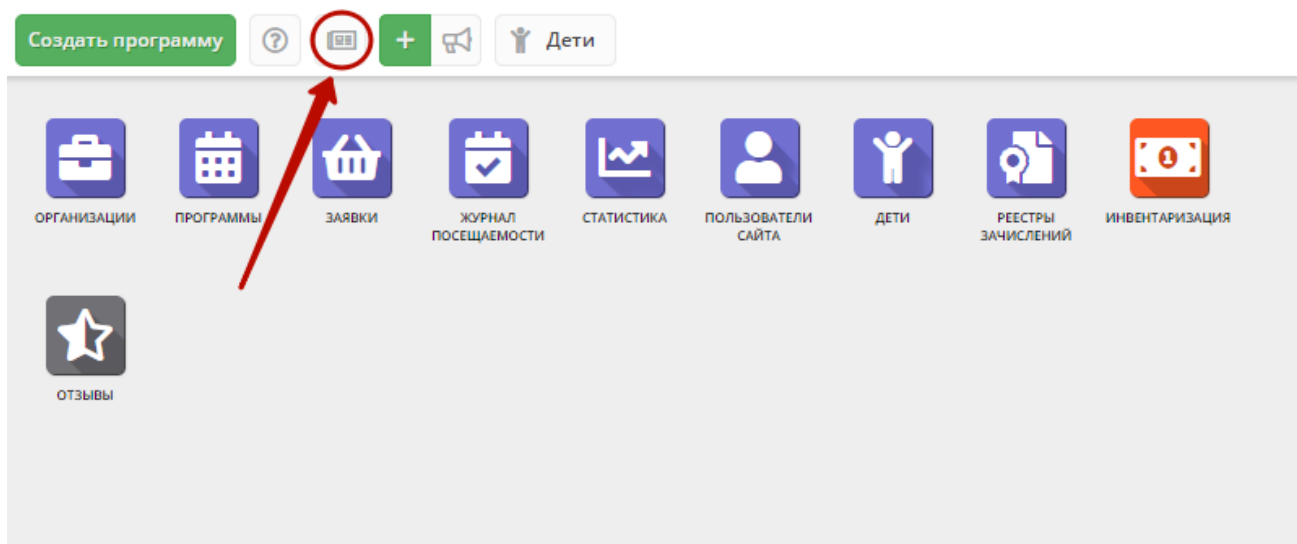 Создать программу
Дети
ОРГАНИЗАЦИИ
ПРОГРАММЫ
ЗАЯВКИ
ЖУРНАЛ
ПОСЕЩАЕМОСТИ
СТАТИСТИКА
ПОЛЬЗОВАТЕЛИ
САЙТА
ДЕТИ
РЕЕСТРЫ
ЗАЧИСЛЕНИЙ
ИНВЕНТАРИЗАЦИЯ
ОТЗЫВЫ